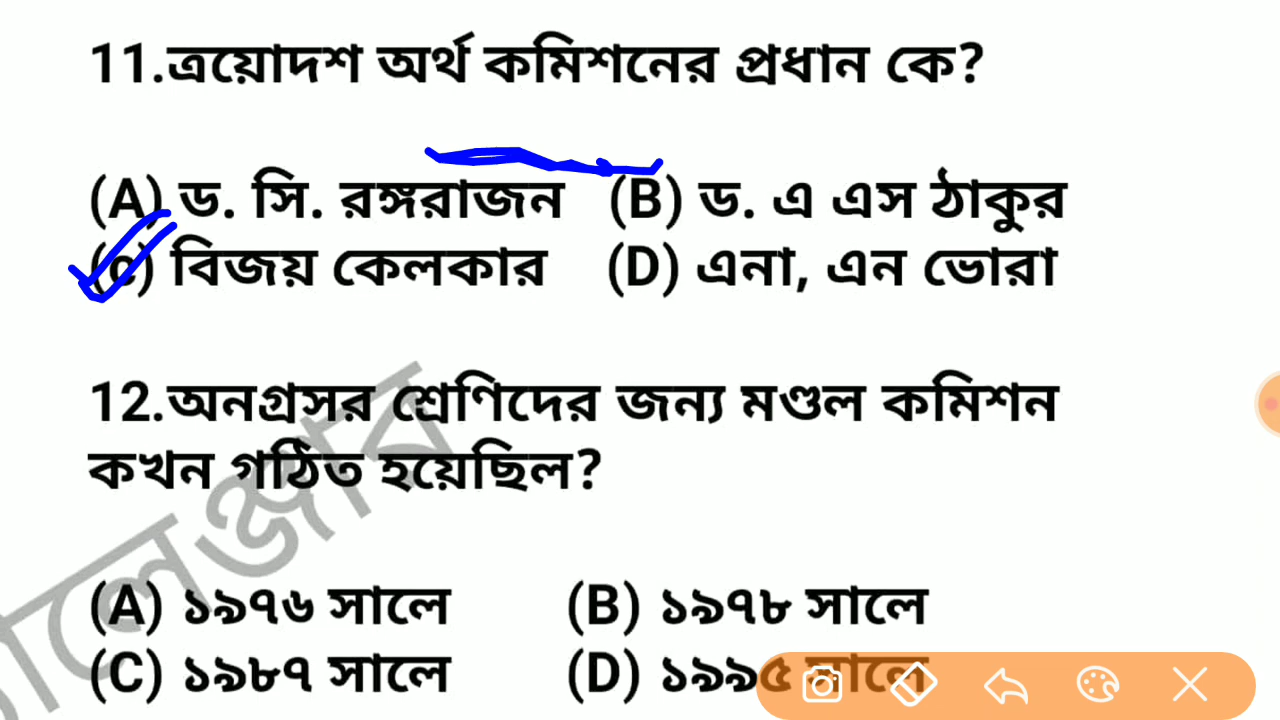 11.ত্রয়োদশ অর্থ কমিশনের প্রধান কে?
(A) ড. সি. রঙ্গরাজন (B) ড. এ এস ঠাকুর
(c) বিজয় কেলকার (D) এনা, এন ভোরা
12.অনগ্রসর শ্রেণিদের জন্য মণ্ডল কমিশন
কখন গঠিত হয়েছিল?
(A) ১৯৭৬ সালে (B) ১৯৭৮ সালে
(C) ১৯৮৭ সালে (D) ১৯৯৫ সালে